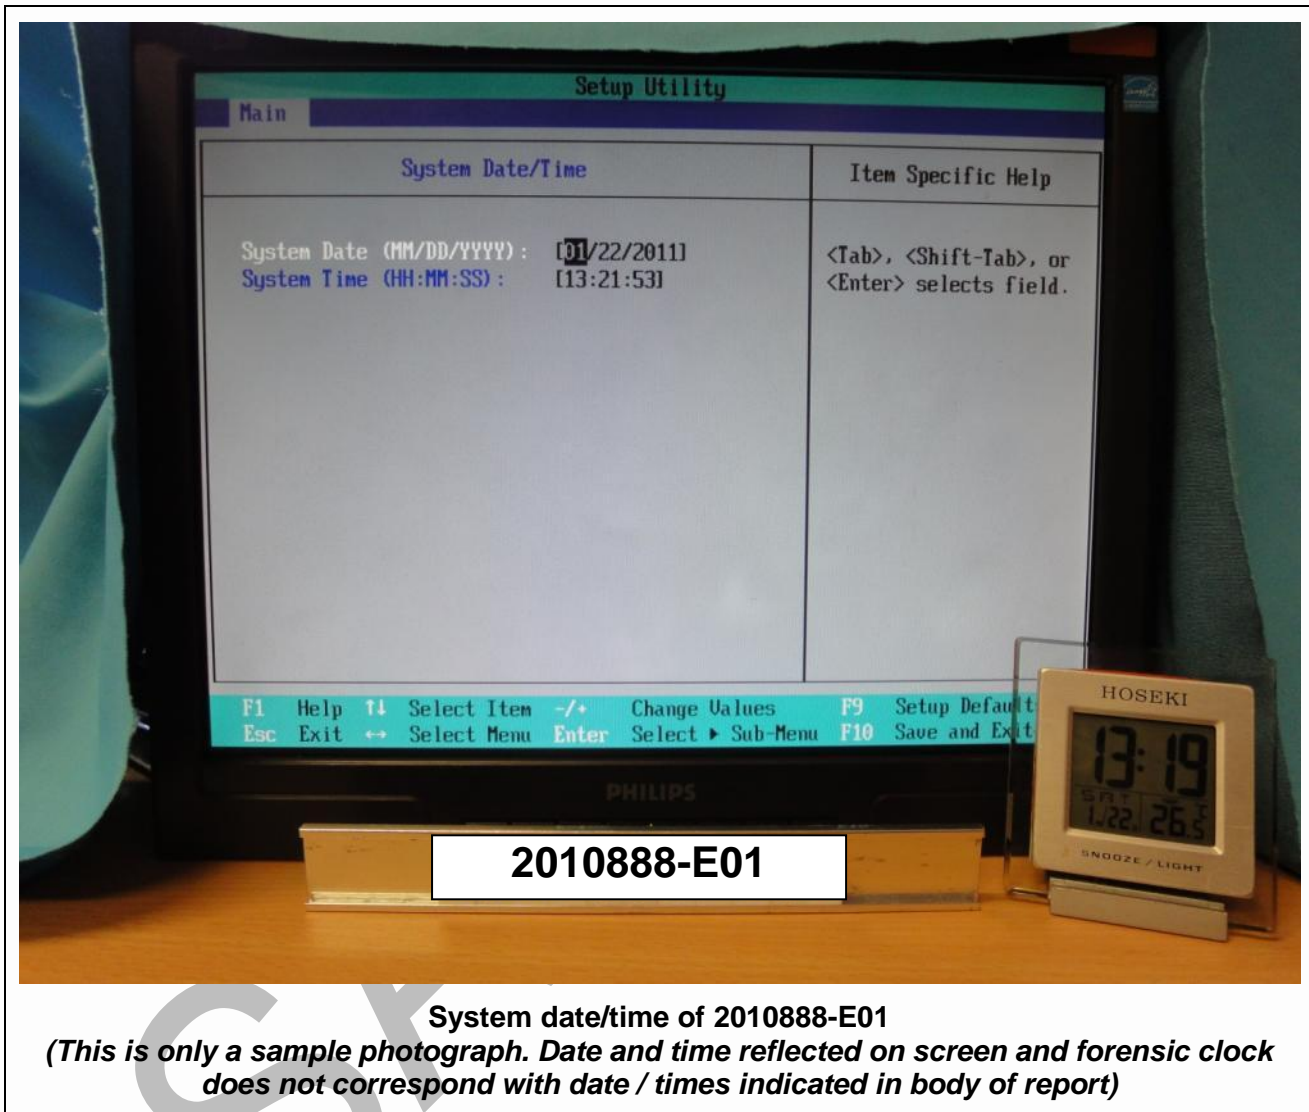 Setup Utility
Main
System Date/Time
Item Specific Help
System Date (MM/DD/YYYY): [01/22/2011]
System Time (HH:MM:SS): [13:21:53]
<Tab>, <Shift-Tab>, or
<Enter> selects field.
F1 Help ↑↓ Select Item -/+ Change Values F9 Setup Default
Esc Exit ↔ Select Menu Enter Select ▶ Sub-Menu F10 Save and Exit
PHILIPS
HOSEKI
13:19
SAT
1/22 26.5
SNOOZE / LIGHT
2010888-E01
System date/time of 2010888-E01
(This is only a sample photograph. Date and time reflected on screen and forensic clock
does not correspond with date / times indicated in body of report)